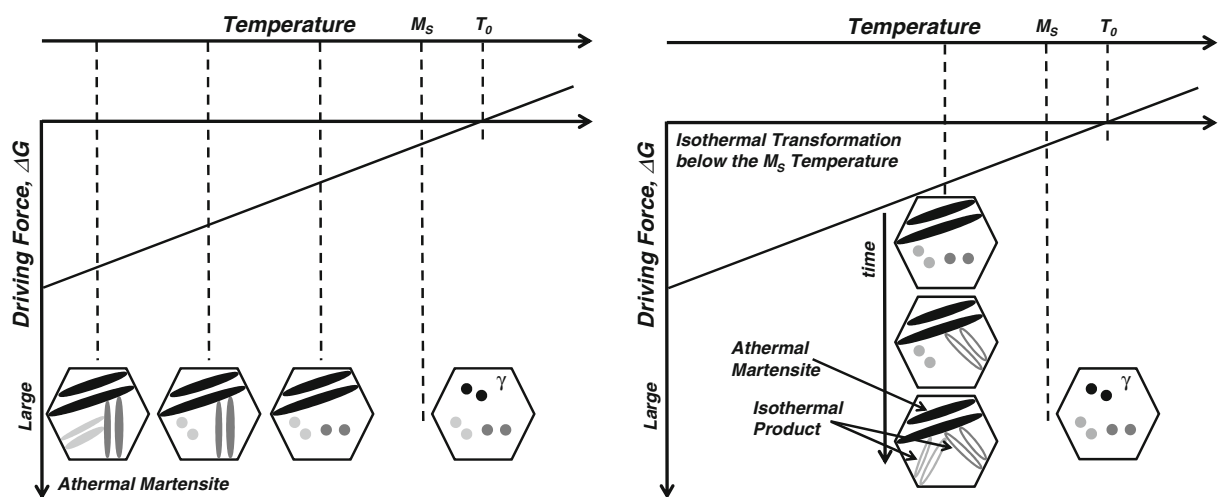 Temperature
M_S
T_0
Driving Force, ΔG
Large
γ
Athermal Martensite
Temperature
M_S
T_0
Isothermal Transformation
below the M_S Temperature
Driving Force, ΔG
Large
time
Athermal
Martensite
Isothermal
Product
γ